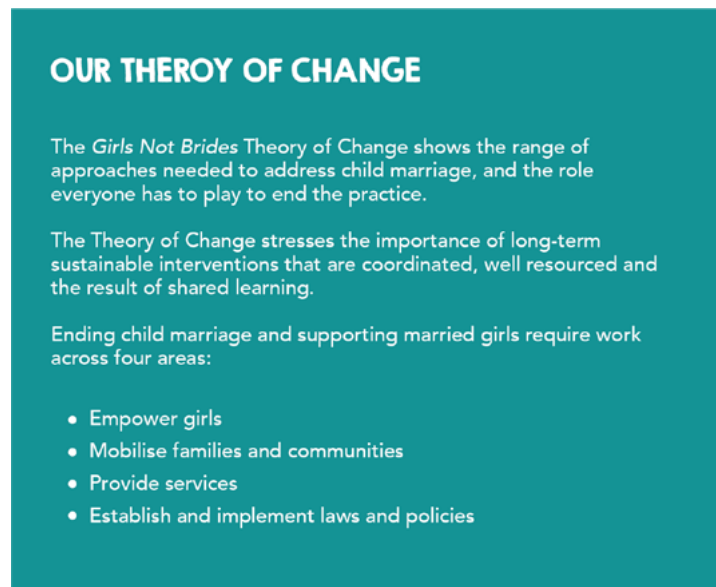 OUR THEROY OF CHANGE
The Girls Not Brides Theory of Change shows the range of
approaches needed to address child marriage, and the role
everyone has to play to end the practice.
The Theory of Change stresses the importance of long-term
sustainable interventions that are coordinated, well resourced and
the result of shared learning.
Ending child marriage and supporting married girls require work
across four areas:
• Empower girls
• Mobilise families and communities
• Provide services
• Establish and implement laws and policies